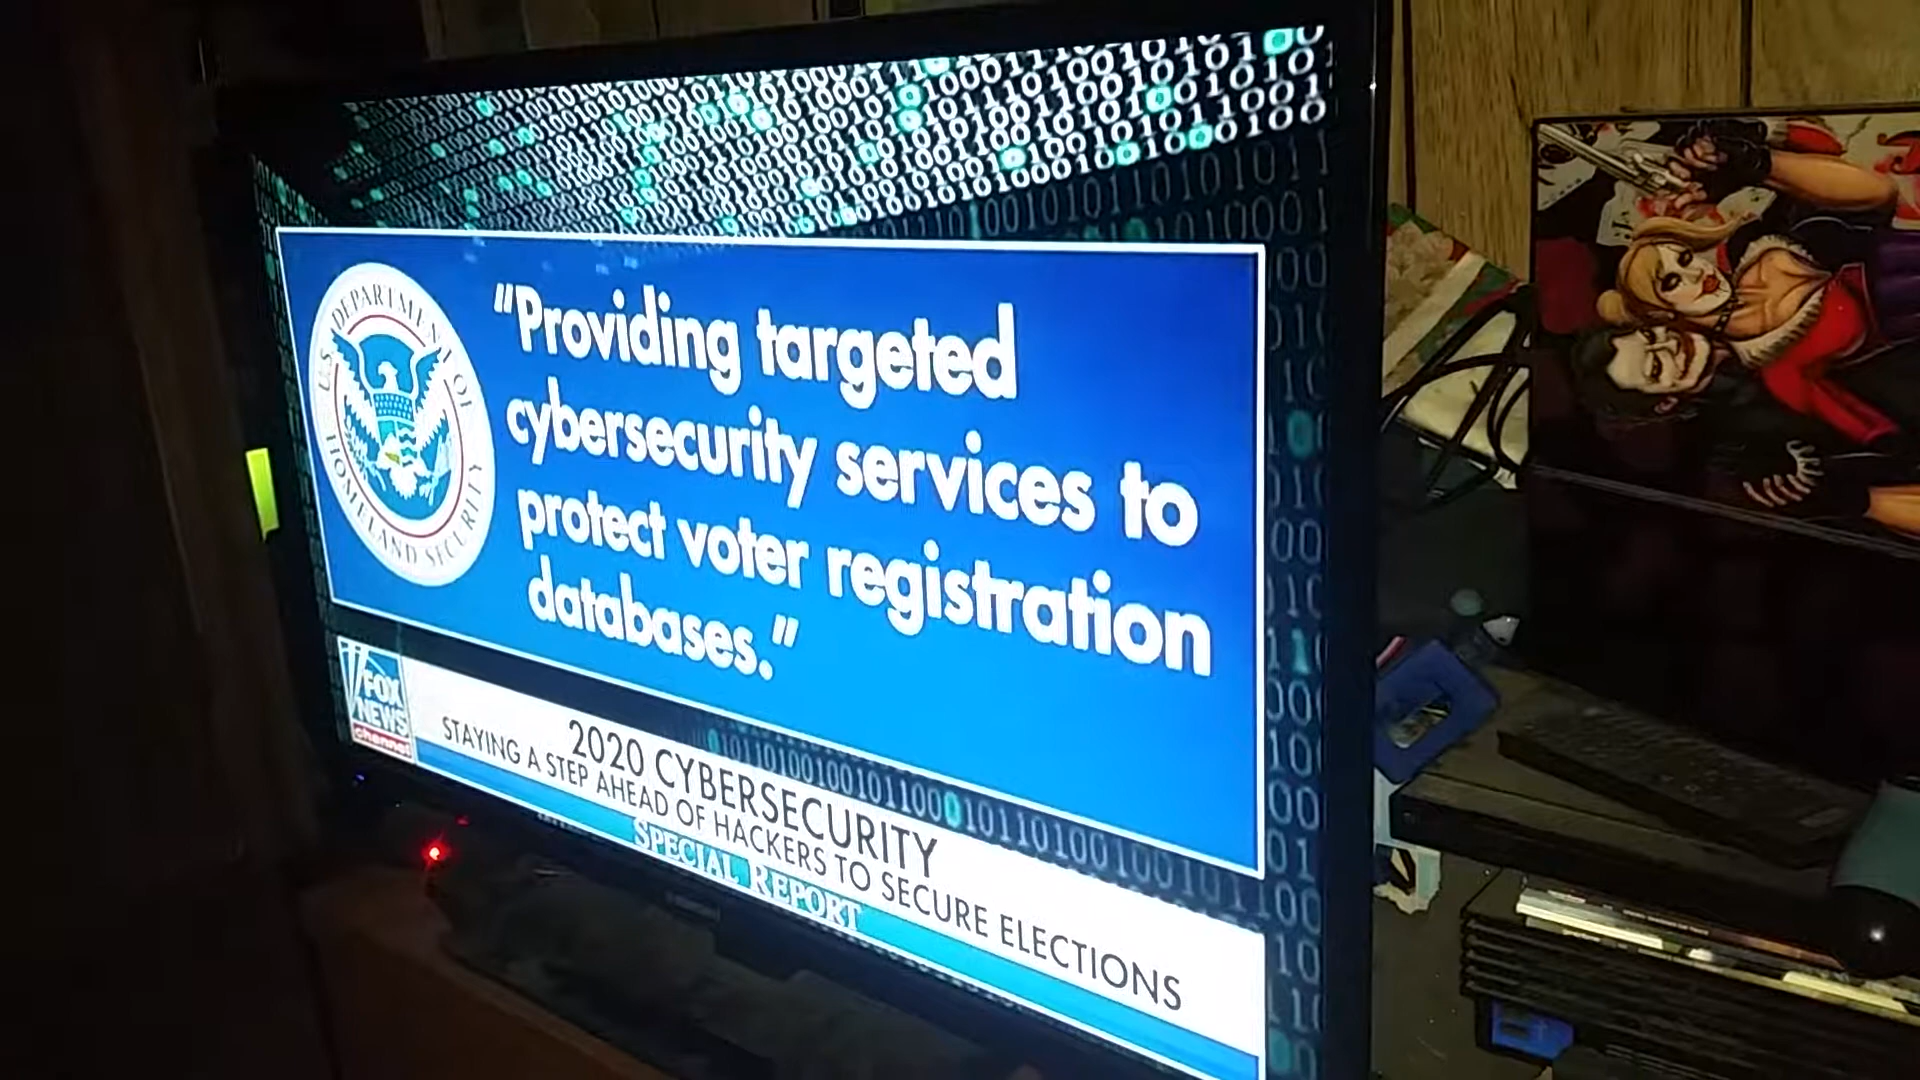 U.S. DEPARTMENT OF HOMELAND SECURITY
“Providing targeted
cybersecurity services to
protect voter registration
databases.”
FOX
NEWS
channel
2020 CYBERSECURITY
STAYING A STEP AHEAD OF HACKERS TO SECURE ELECTIONS
SPECIAL REPORT